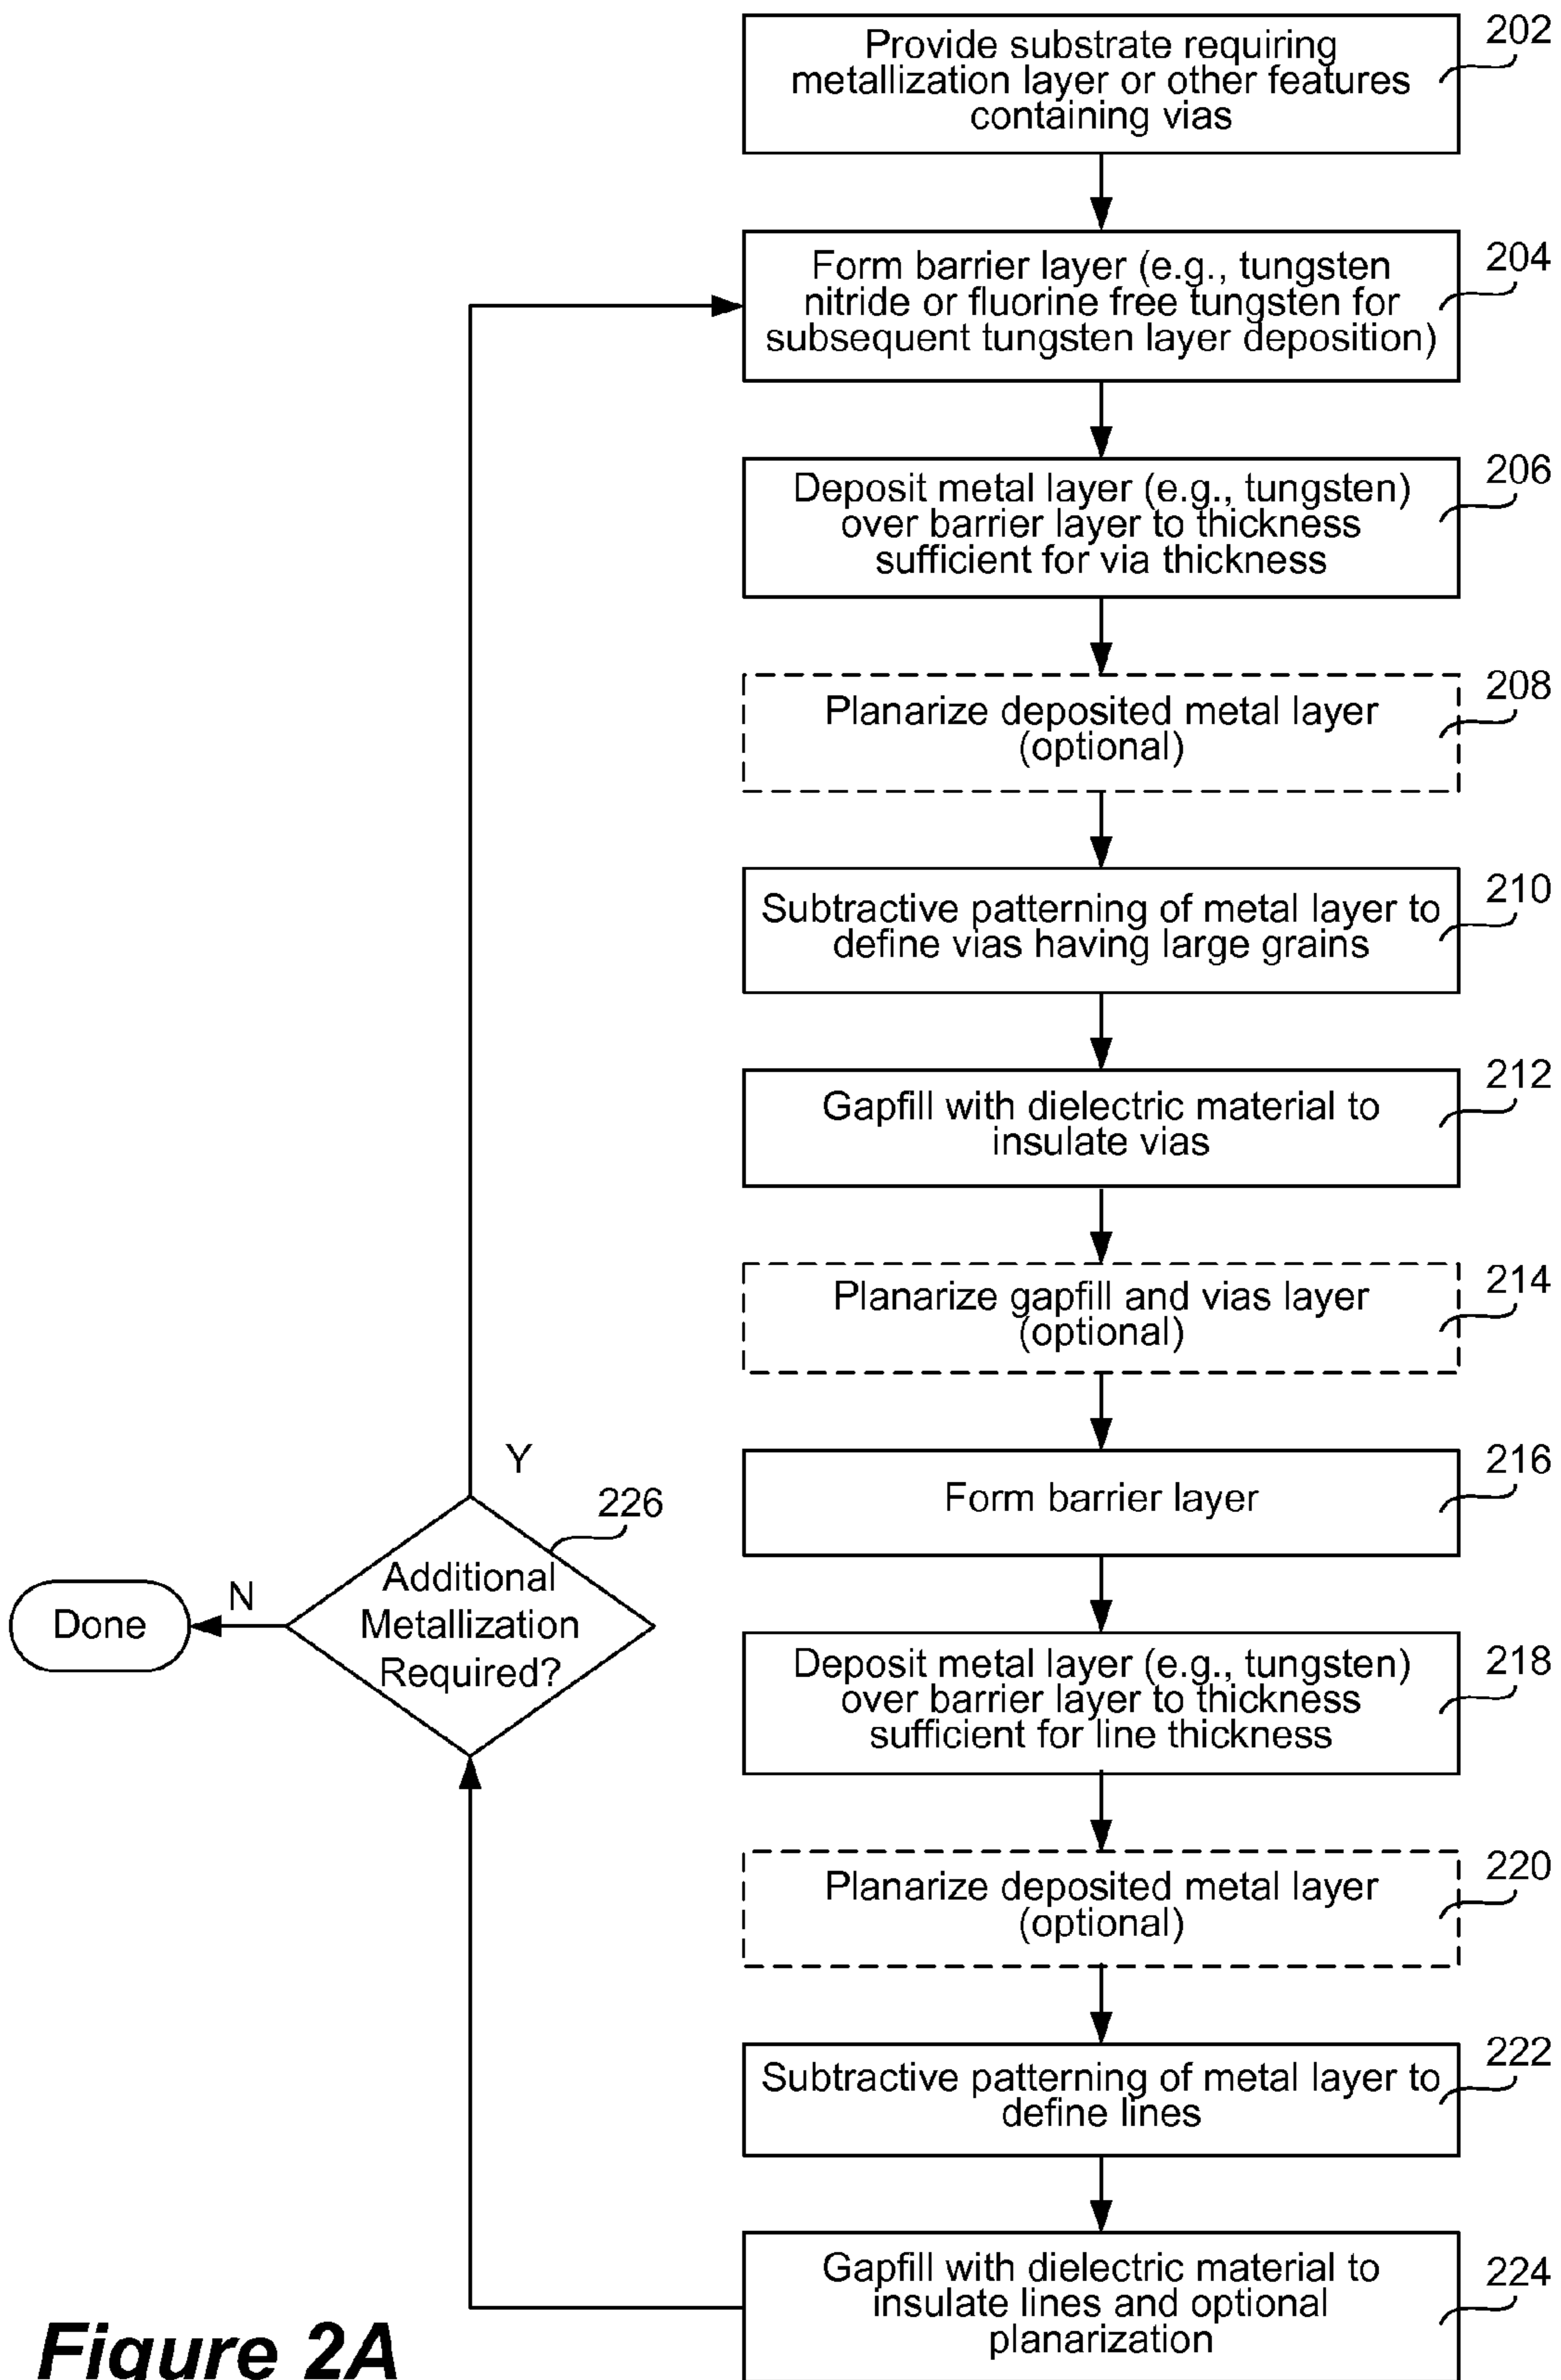 Provide substrate requiring
metallization layer or other features
containing vias
202
Form barrier layer (e.g., tungsten
nitride or fluorine free tungsten for
subsequent tungsten layer deposition)
204
Deposit metal layer (e.g., tungsten)
over barrier layer to thickness
sufficient for via thickness
206
Planarize deposited metal layer
(optional)
208
Subtractive patterning of metal layer to
define vias having large grains
210
Gapfill with dielectric material to
insulate vias
212
Planarize gapfill and vias layer
(optional)
214
Form barrier layer
216
Deposit metal layer (e.g., tungsten)
over barrier layer to thickness
sufficient for line thickness
218
Planarize deposited metal layer
(optional)
220
Subtractive patterning of metal layer to
define lines
222
Gapfill with dielectric material to
insulate lines and optional
planarization
224
Y
226
Additional
Metallization
Required?
N
Done
Figure 2A